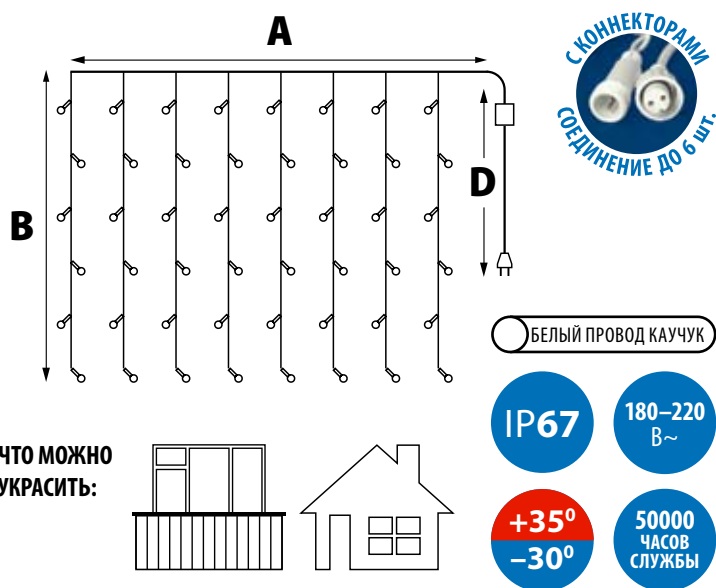 A
B
D
С КОННЕКТОРАМИ
СОЕДИНЕНИЕ ДО 6 шт.
БЕЛЫЙ ПРОВОД КАУЧУК
IP67
180–220
В~
ЧТО МОЖНО
УКРАСИТЬ:
+35⁰
–30⁰
50000
ЧАСОВ
СЛУЖБЫ